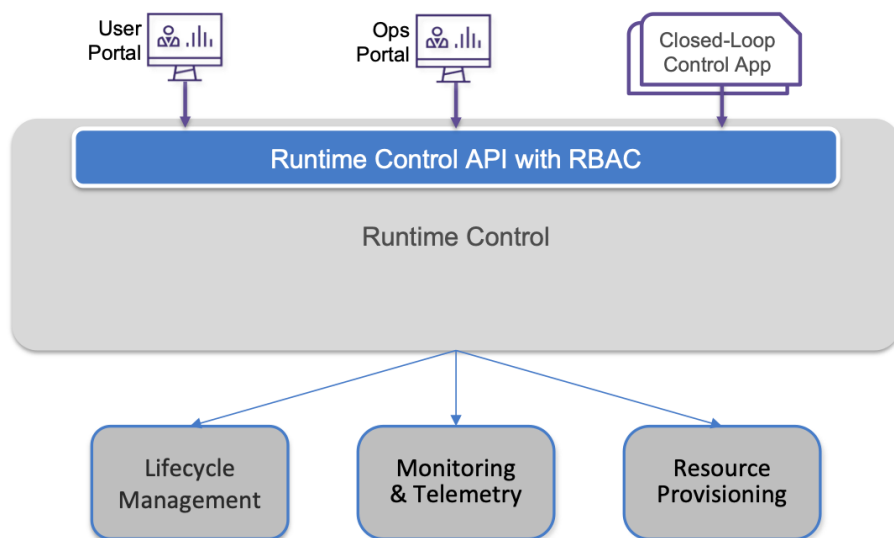 User
Portal
Ops
Portal
Closed-Loop
Control App
Runtime Control API with RBAC
Runtime Control
Lifecycle
Management
Monitoring
& Telemetry
Resource
Provisioning